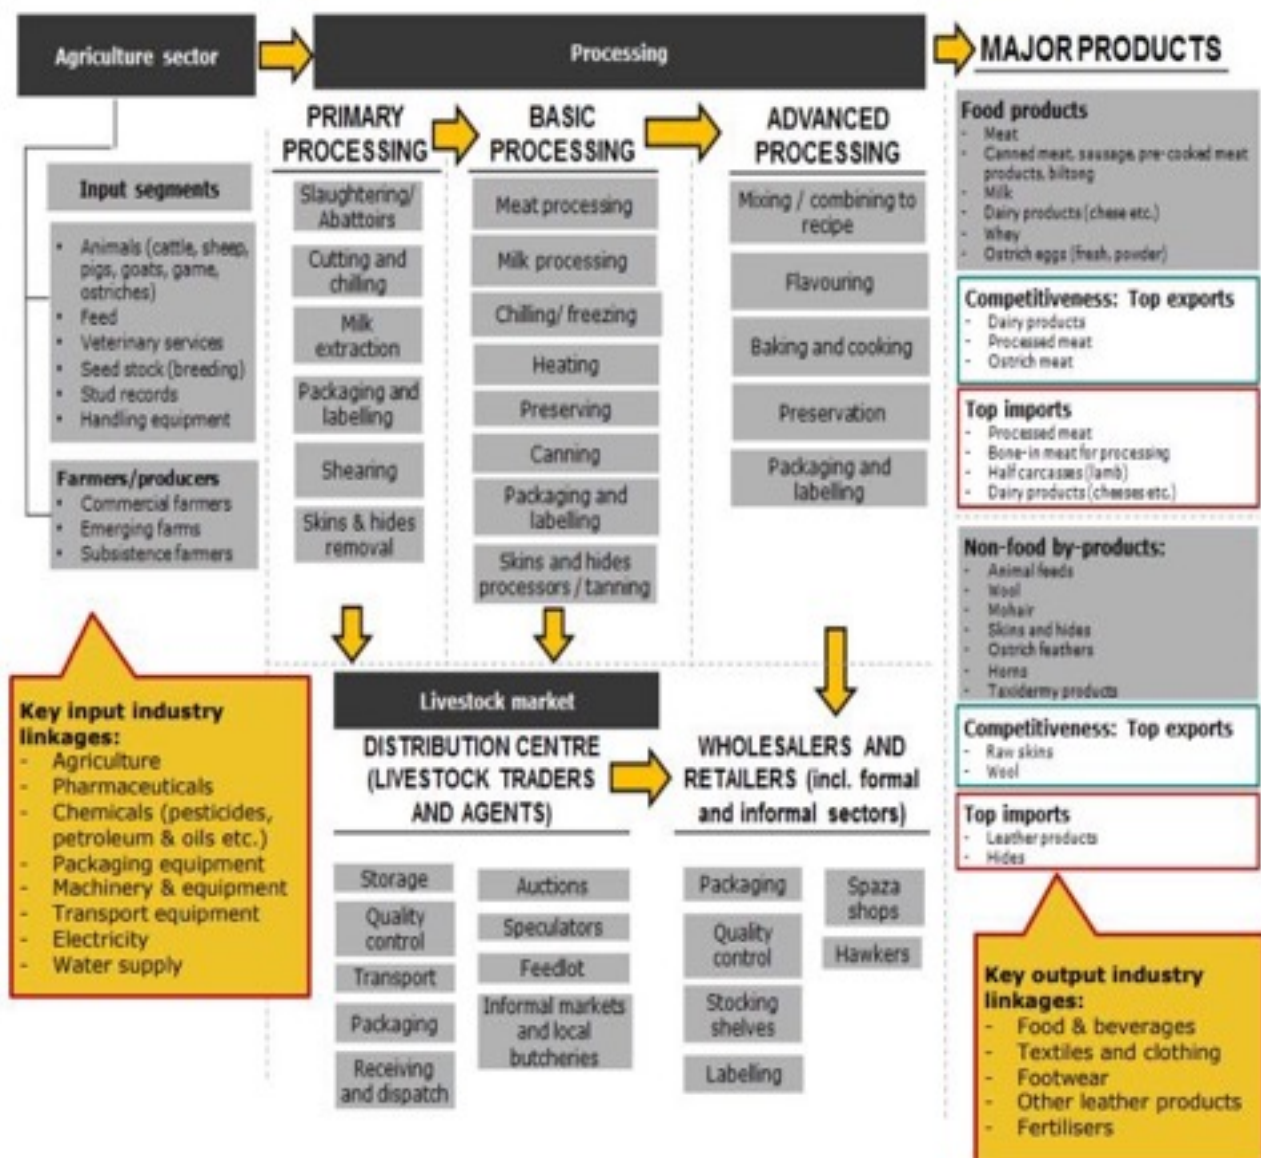 Agriculture sector
Processing
MAJOR PRODUCTS
Input segments
• Animals (cattle, sheep,
pigs, goats, game,
ostriches)
• Feed
• Veterinary services
• Seed stock (breeding)
• Stud records
• Handling equipment
Farmers/producers
• Commercial farmers
• Emerging farms
• Subsistence farmers
Key input industry
linkages:
- Agriculture
- Pharmaceuticals
- Chemicals (pesticides,
petroleum & oils etc.)
- Packaging equipment
- Machinery & equipment
- Transport equipment
- Electricity
- Water supply
PRIMARY
PROCESSING
Slaughtering/
Abattoirs
Cutting and
chilling
Milk
extraction
Packaging and
labelling
Shearing
Skins & hides
removal
BASIC
PROCESSING
Meat processing
Milk processing
Chilling/ freezing
Heating
Preserving
Canning
Packaging and
labelling
Skins and hides
processors / tanning
ADVANCED
PROCESSING
Mixing / combining to
recipe
Flavouring
Baking and cooking
Preservation
Packaging and
labelling
Livestock market
DISTRIBUTION CENTRE
(LIVESTOCK TRADERS
AND AGENTS)
Storage
Quality
control
Transport
Packaging
Receiving
and dispatch
Auctions
Speculators
Feedlot
Informal markets
and local
butcheries
WHOLESALERS AND
RETAILERS (incl. formal
and informal sectors)
Packaging
Quality
control
Stocking
shelves
Labelling
Spaza
shops
Hawkers
Food products
- Meat
- Canned meat, sausage, pre-cooked meat
products, biltong
- Milk
- Dairy products (chese etc.)
- Whey
- Ostrich eggs (fresh, powder)
Competitiveness: Top exports
- Dairy products
- Processed meat
- Ostrich meat
Top imports
- Processed meat
- Bone-in meat for processing
- Half carcasses (lamb)
- Dairy products (cheeses etc.)
Non-food by-products:
- Animal feeds
- Wool
- Mohair
- Skins and hides
- Ostrich feathers
- Horns
- Taxidermy products
Competitiveness: Top exports
- Raw skins
- Wool
Top imports
- Leather products
- Hides
Key output industry
linkages:
- Food & beverages
- Textiles and clothing
- Footwear
- Other leather products
- Fertilisers